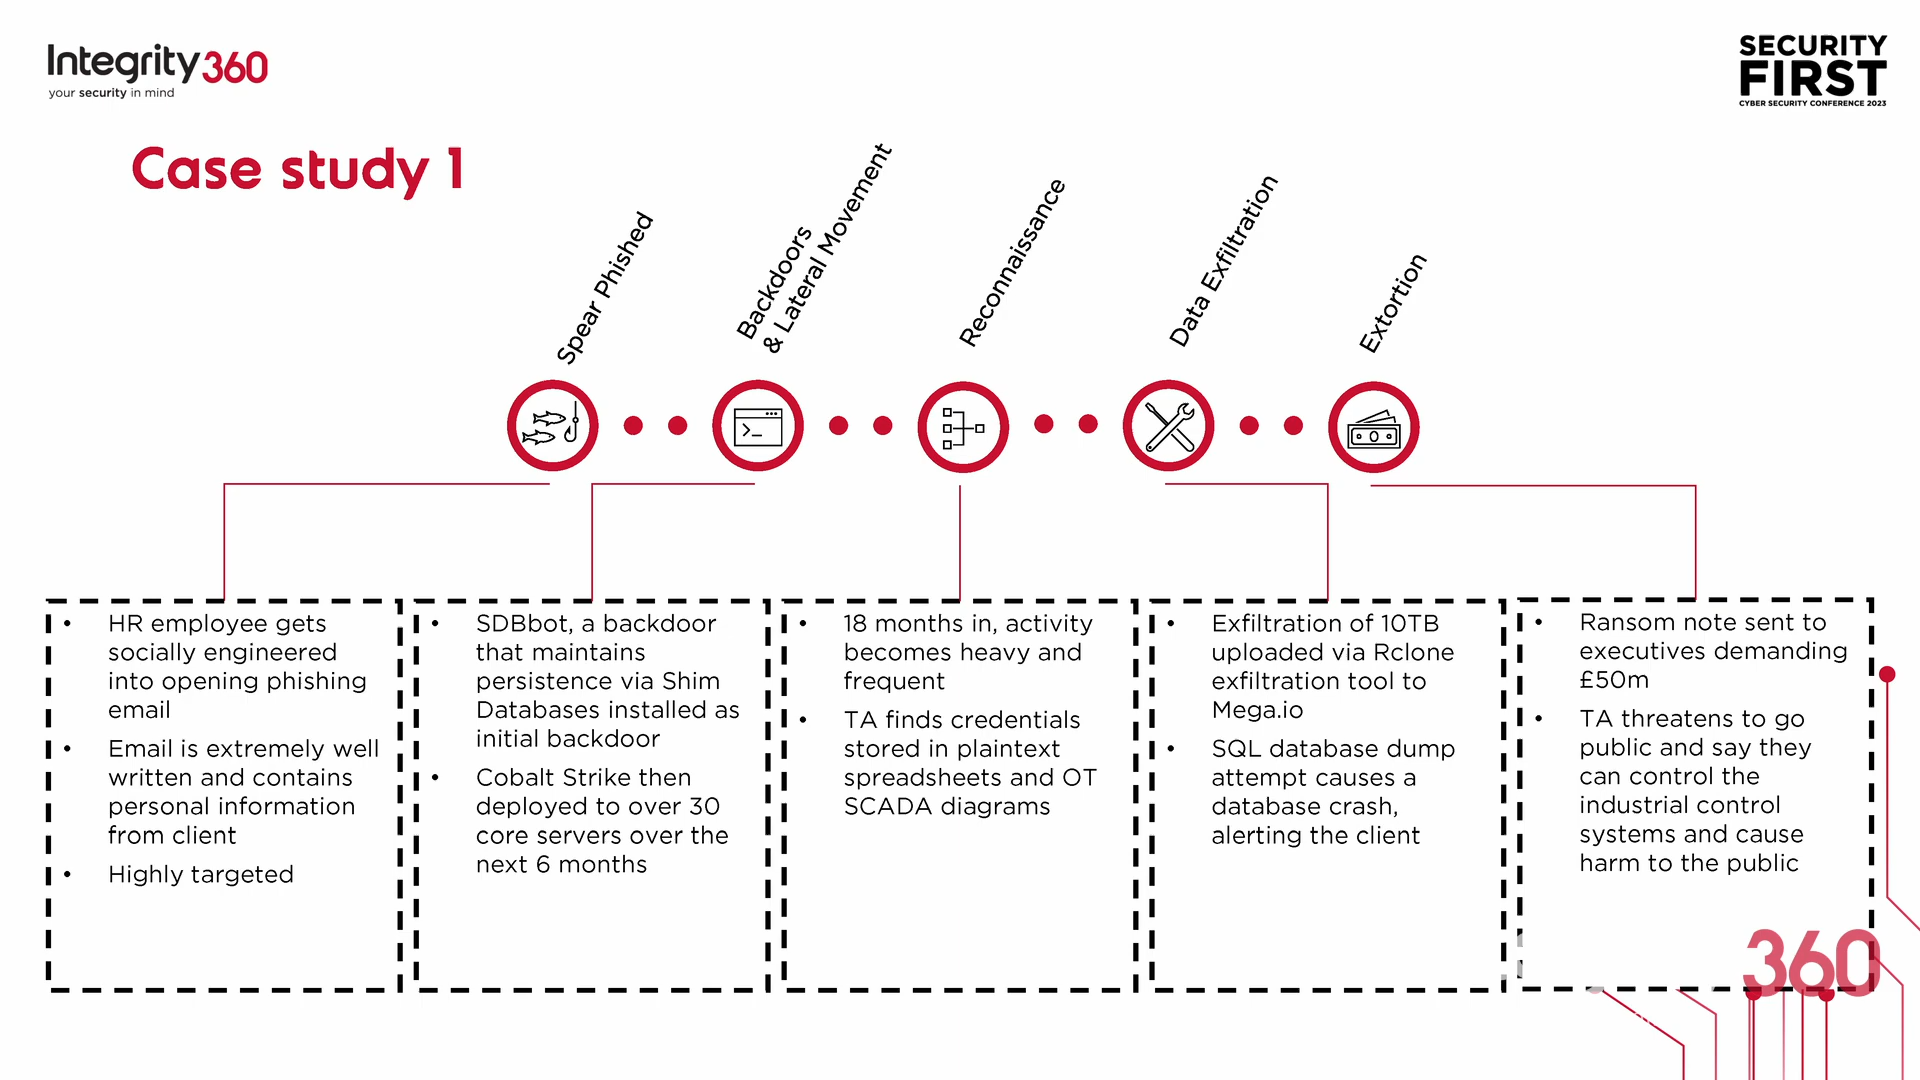 Integrity360
your security in mind
SECURITY
FIRST
CYBER SECURITY CONFERENCE 2023
Case study 1
Spear Phished
Backdoors
& Lateral Movement
Reconnaissance
Data Exfiltration
Extortion
• HR employee gets
socially engineered
into opening phishing
email
• Email is extremely well
written and contains
personal information
from client
• Highly targeted
• SDBbot, a backdoor
that maintains
persistence via Shim
Databases installed as
initial backdoor
• Cobalt Strike then
deployed to over 30
core servers over the
next 6 months
• 18 months in, activity
becomes heavy and
frequent
• TA finds credentials
stored in plaintext
spreadsheets and OT
SCADA diagrams
• Exfiltration of 10TB
uploaded via Rclone
exfiltration tool to
Mega.io
• SQL database dump
attempt causes a
database crash,
alerting the client
• Ransom note sent to
executives demanding
£50m
• TA threatens to go
public and say they
can control the
industrial control
systems and cause
harm to the public
360